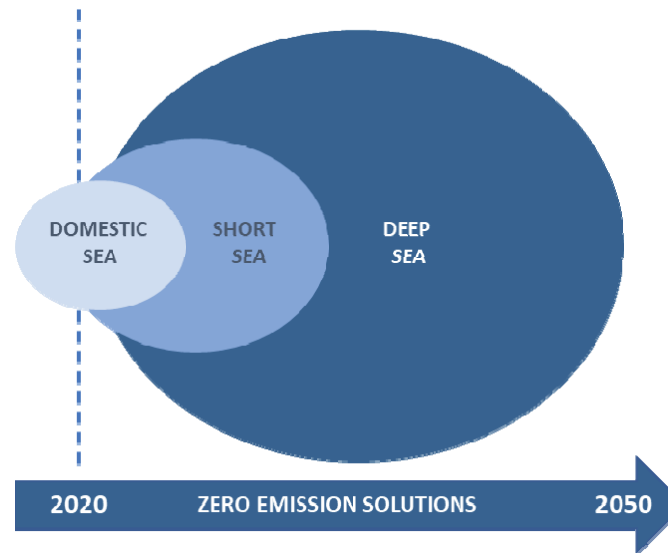 DOMESTIC
SEA
SHORT
SEA
DEEP
SEA
2020
ZERO EMISSION SOLUTIONS
2050